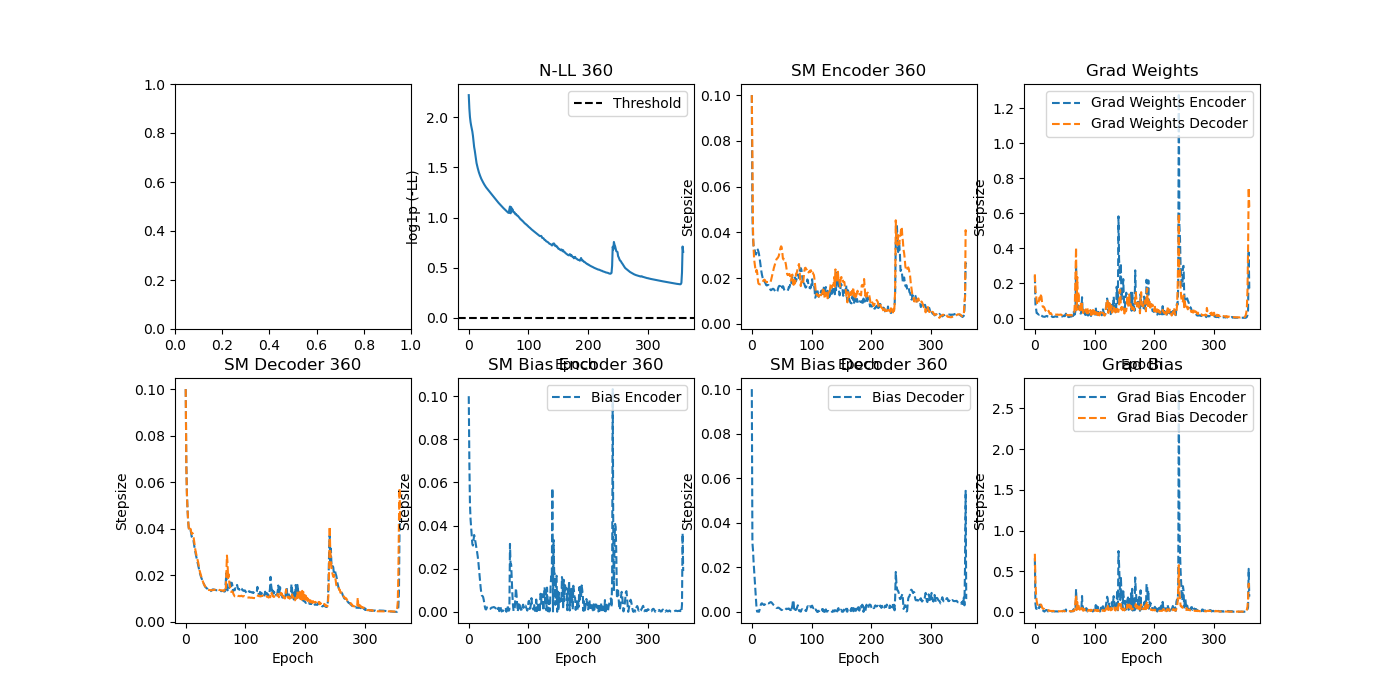 N-LL 360
SM Encoder 360
Grad Weights
1.0
0.8
0.6
0.4
0.2
0.0
0.0 0.2 0.4 0.6 0.8 1.0
log1p (-LL)
2.0
1.5
1.0
0.5
0.0
Threshold
0 100 200 300
Epoch
Stepsize
0.10
0.08
0.06
0.04
0.02
0.00
0 100 200 300
Epoch
Stepsize
1.2
1.0
0.8
0.6
0.4
0.2
0.0
Grad Weights Encoder
Grad Weights Decoder
0 100 200 300
Epoch
SM Decoder 360
SM Bias Encoder 360
SM Bias Decoder 360
Grad Bias
Stepsize
0.10
0.08
0.06
0.04
0.02
0.00
0 100 200 300
Epoch
Stepsize
0.10
0.08
0.06
0.04
0.02
0.00
Bias Encoder
0 100 200 300
Epoch
Stepsize
0.10
0.08
0.06
0.04
0.02
0.00
Bias Decoder
0 100 200 300
Epoch
Stepsize
2.5
2.0
1.5
1.0
0.5
0.0
Grad Bias Encoder
Grad Bias Decoder
0 100 200 300
Epoch